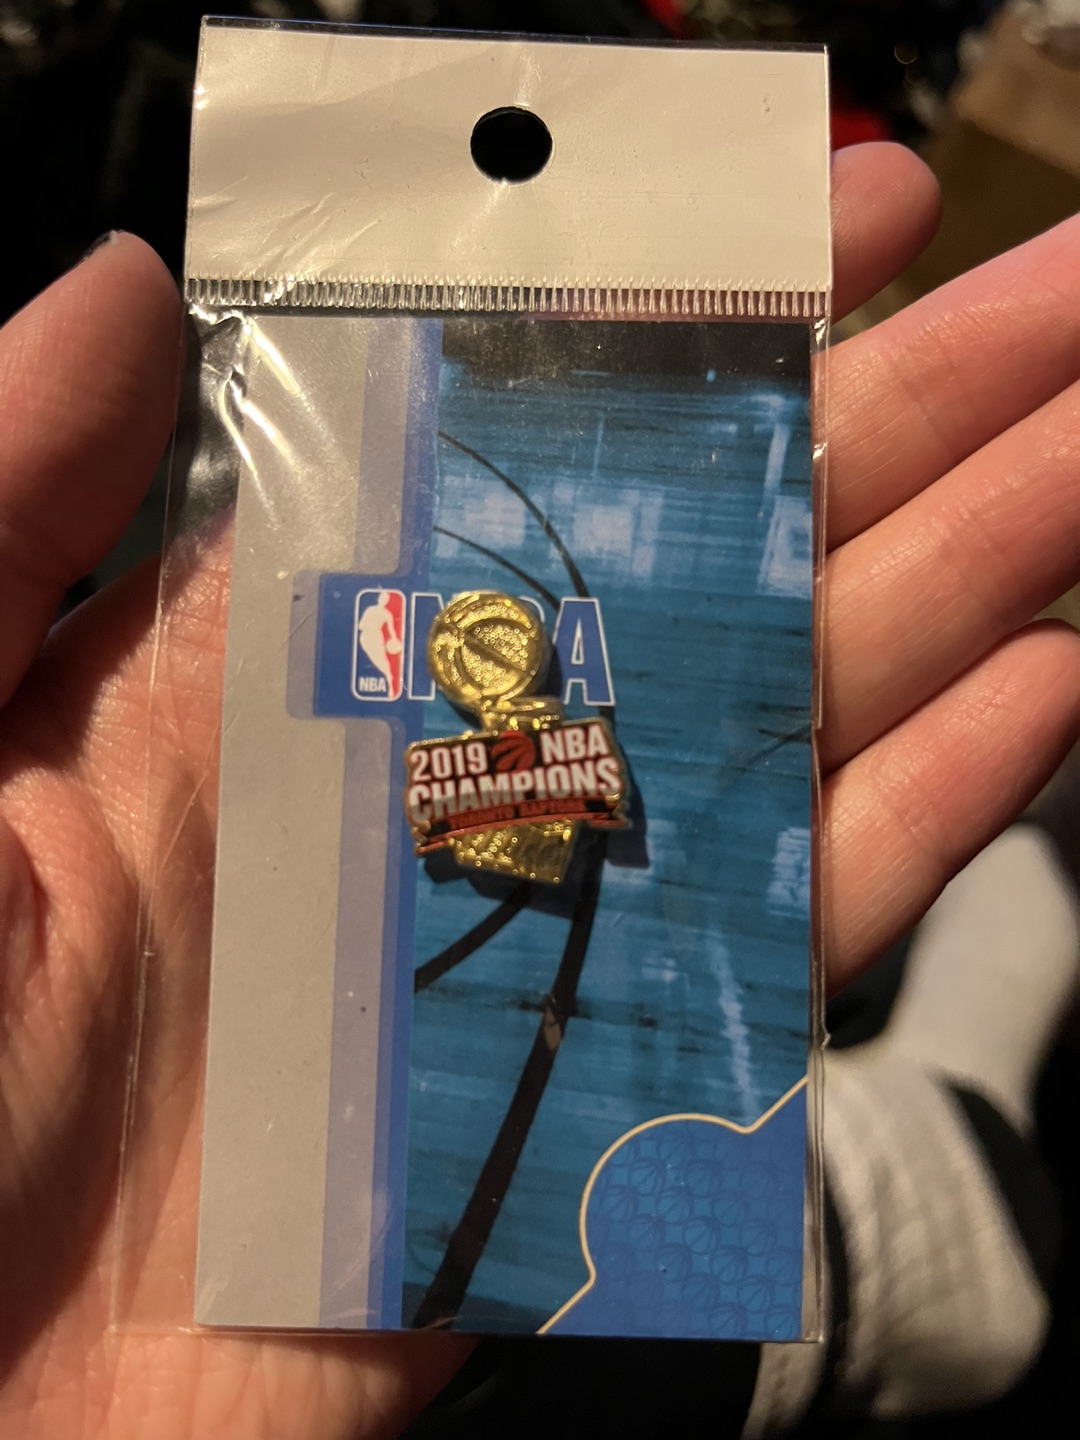 NBA
NBA
2019 NBA
CHAMPIONS
TORONTO RAPTORS